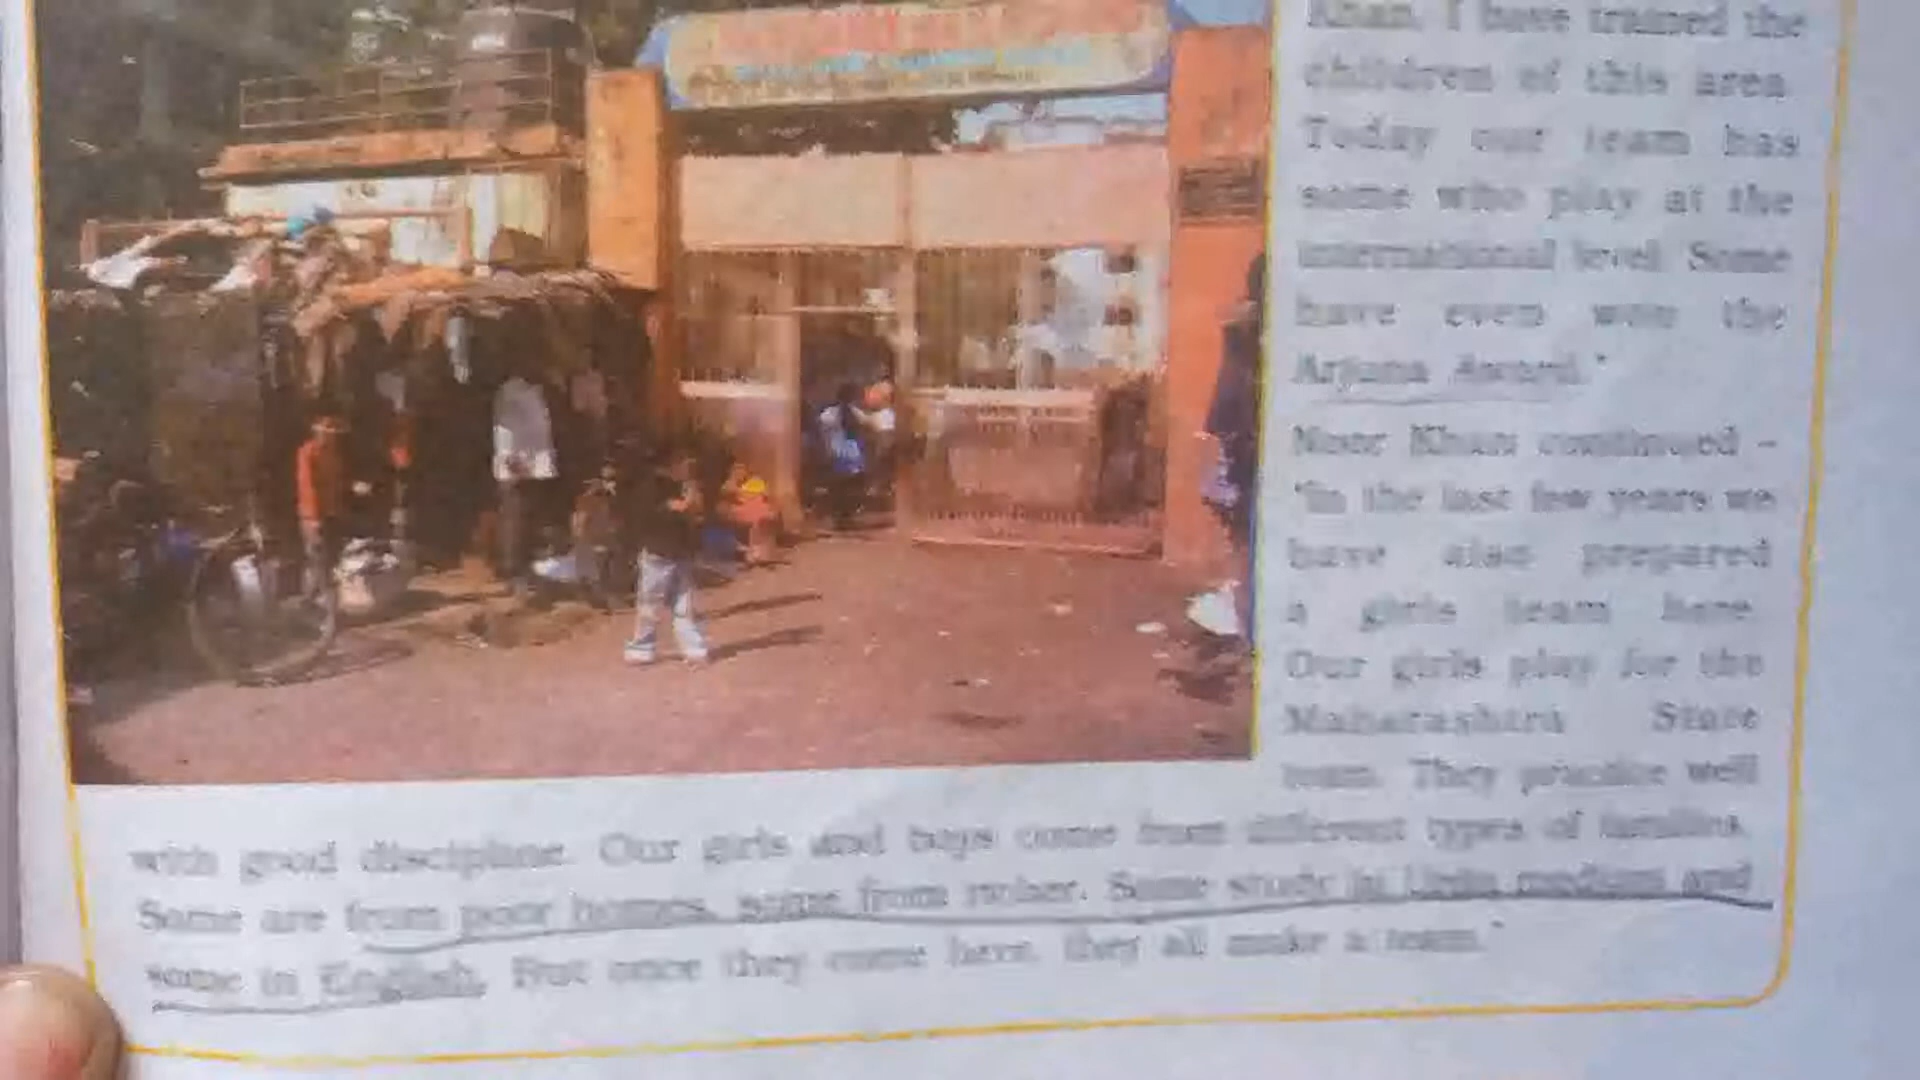 Khan. I have trained the
children of this area.
Today our team has
some who play at the
international level. Some
have even won the
Arjuna Award."
Noor Khan continued –
"In the last few years we
have also prepared
a girls team here.
Our girls play for the
Maharashtra State
team. They practice well
with good discipline. Our girls and boys come from different types of families.
Some are from poor homes, some from richer. Some study in Urdu medium and
some in English. But once they come here, they all make a team."